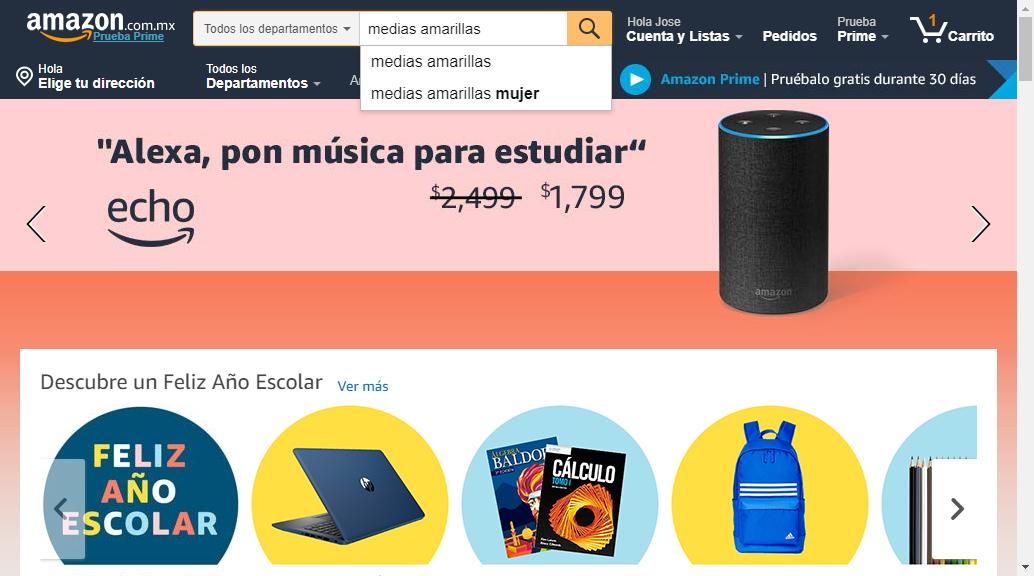 amazon.com.mx
Prueba Prime
Todos los departamentos
medias amarillas
Hola Jose
Cuenta y Listas
Pedidos
Prueba
Prime
1
Carrito
medias amarillas
medias amarillas mujer
Hola
Elige tu dirección
Todos los
Departamentos
Amazon Prime | Pruébalo gratis durante 30 días
"Alexa, pon música para estudiar“
echo
$2,499 $1,799
amazon
Descubre un Feliz Año Escolar Ver más
FELIZ
AÑO
ESCOLAR
hp
ÁLGEBRA
BALDOR
CÁLCULO
TOMO I
adidas